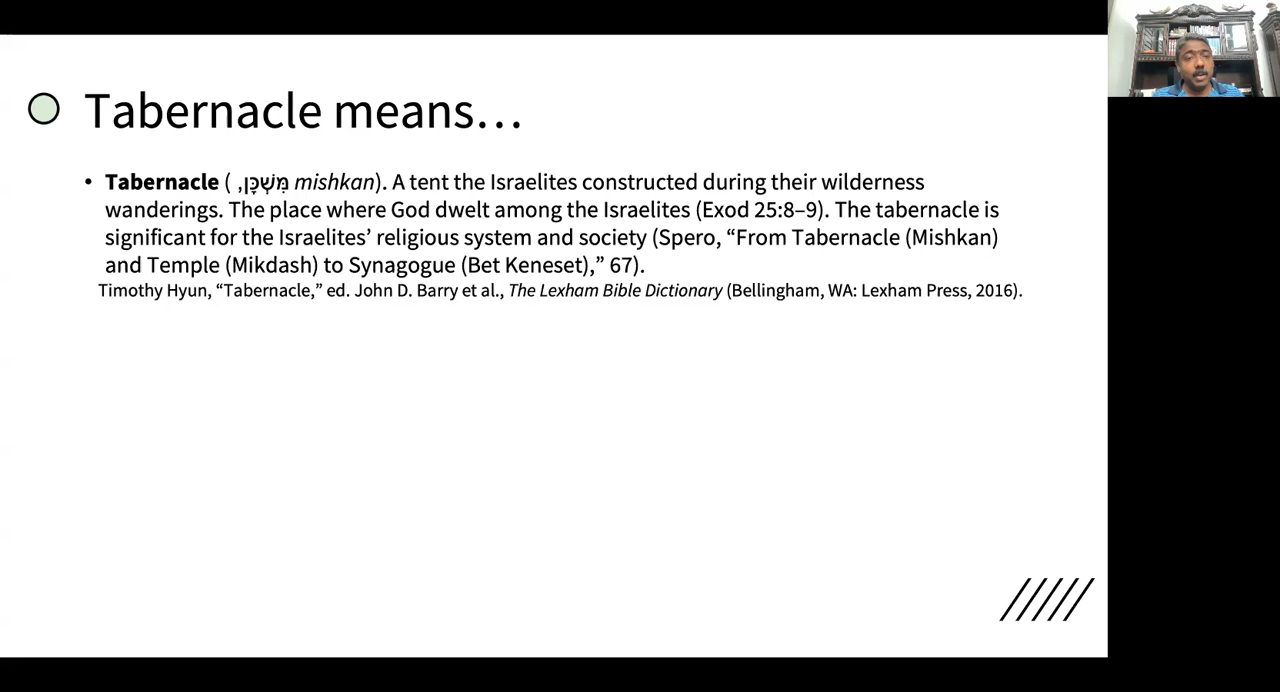 Tabernacle means…
• Tabernacle ( מִּשְׁכָּן, mishkan). A tent the Israelites constructed during their wilderness
wanderings. The place where God dwelt among the Israelites (Exod 25:8–9). The tabernacle is
significant for the Israelites’ religious system and society (Spero, “From Tabernacle (Mishkan)
and Temple (Mikdash) to Synagogue (Bet Keneset),” 67).
Timothy Hyun, “Tabernacle,” ed. John D. Barry et al., The Lexham Bible Dictionary (Bellingham, WA: Lexham Press, 2016).